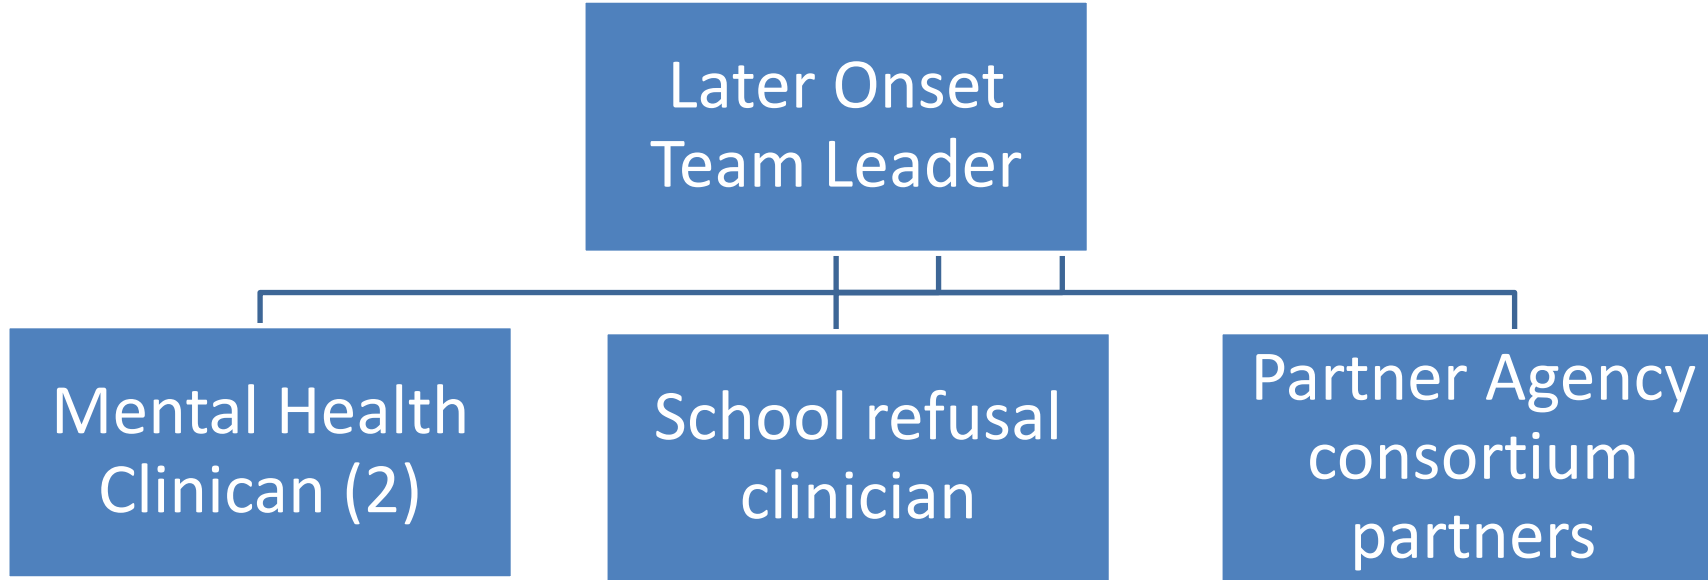 Later Onset
Team Leader
Mental Health
Clinican (2)
School refusal
clinician
Partner Agency
consortium
partners